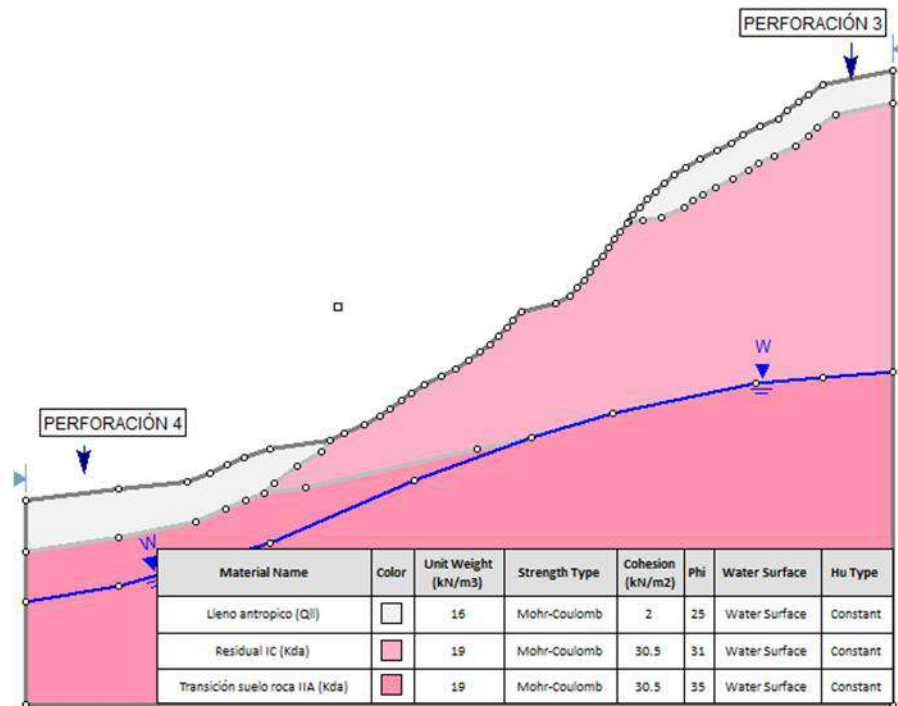 PERFORACIÓN 3
W
PERFORACIÓN 4
W
Material Name Color Unit Weight (kN/m3) Strength Type Cohesion (kN/m2) Phi Water Surface Hu Type
Lleno antropico (Qll) 16 Mohr-Coulomb 2 25 Water Surface Constant
Residual IC (Kda) 19 Mohr-Coulomb 30.5 31 Water Surface Constant
Transición suelo roca IIA (Kda) 19 Mohr-Coulomb 30.5 35 Water Surface Constant